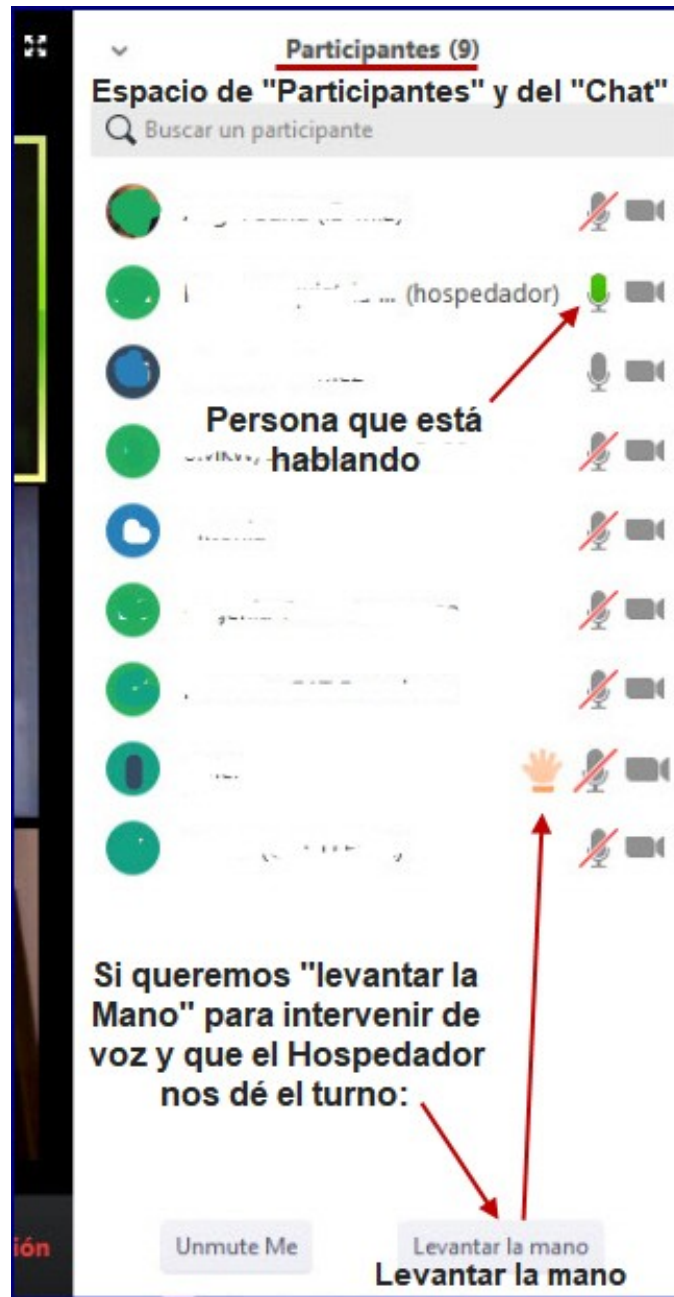 Participantes (9)
Espacio de "Participantes" y del "Chat"
Buscar un participante
... (hospedador)
Persona que está
hablando
Si queremos "levantar la
Mano" para intervenir de
voz y que el Hospedador
nos dé el turno:
ión
Unmute Me
Levantar la mano
Levantar la mano